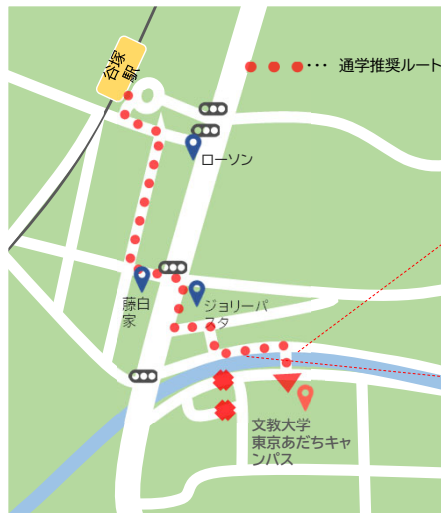 谷塚
駅
・・・ 通学推奨ルート
ローソン
藤白
家
ジョリーパ
スタ
文教大学
東京あだちキャ
ンパス